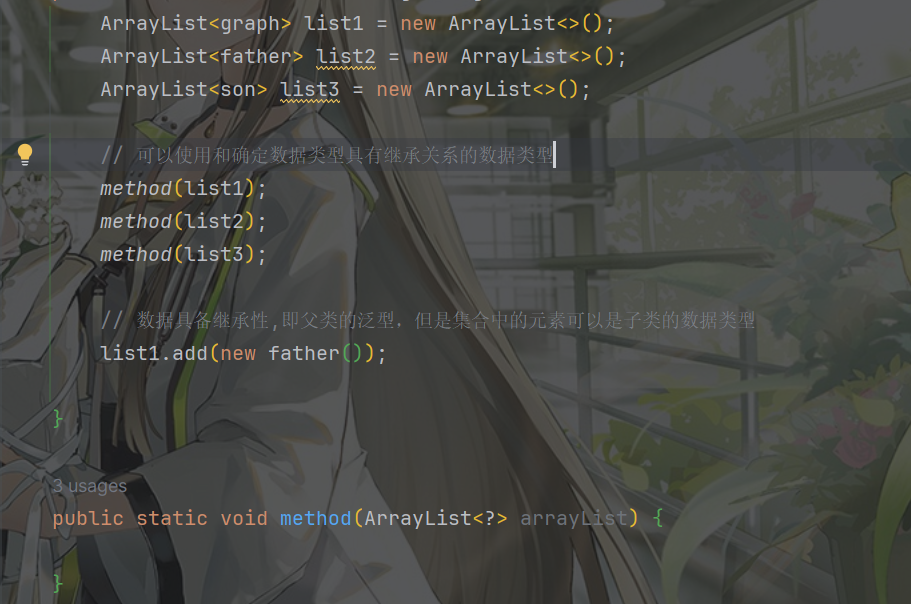 ArrayList<graph> list1 = new ArrayList<>();
ArrayList<father> list2 = new ArrayList<>();
ArrayList<son> list3 = new ArrayList<>();
// 可以使用和确定数据类型具有继承关系的数据类型
method(list1);
method(list2);
method(list3);
// 数据具备继承性,即父类的泛型，但是集合中的元素可以是子类的数据类型
list1.add(new father());
}
3 usages
public static void method(ArrayList<?> arrayList) {
}